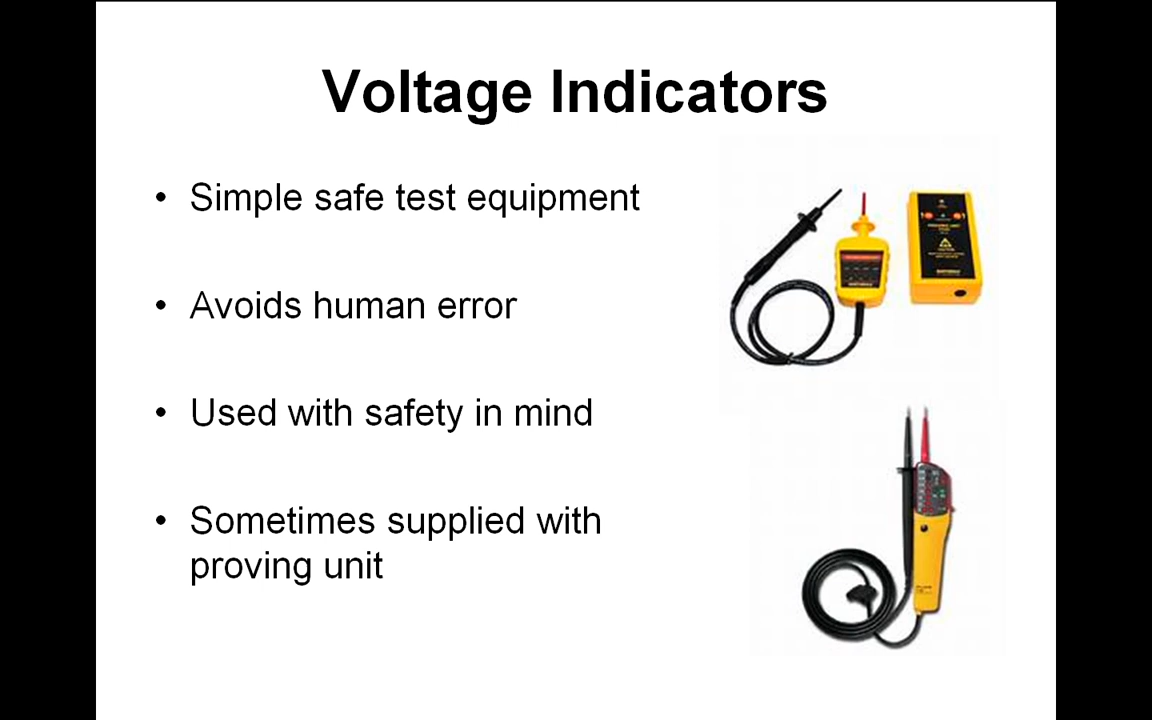 Voltage Indicators
• Simple safe test equipment
• Avoids human error
• Used with safety in mind
• Sometimes supplied with
proving unit